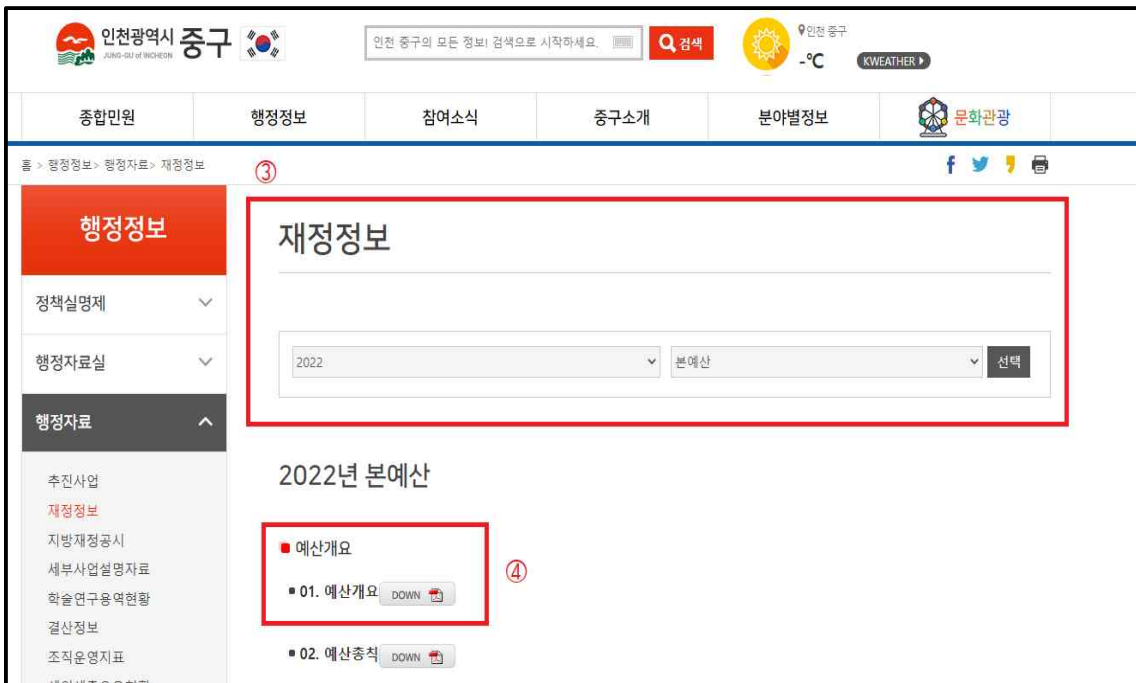 인천광역시 중구
JUNG-GU of INCHEON
인천 중구의 모든 정보! 검색으로 시작하세요.
검색
인천 중구
-℃
KWEATHER
종합민원 행정정보 참여소식 중구소개 분야별정보 문화관광
홈 > 행정정보> 행정자료> 재정정보
③
행정정보
정책실명제
행정자료실
행정자료
추진사업
재정정보
지방재정공시
세부사업설명자료
학술연구용역현황
결산정보
조직운영지표
재정정보
2022 본예산 선택
2022년 본예산
예산개요
④
01. 예산개요 DOWN
02. 예산총칙 DOWN